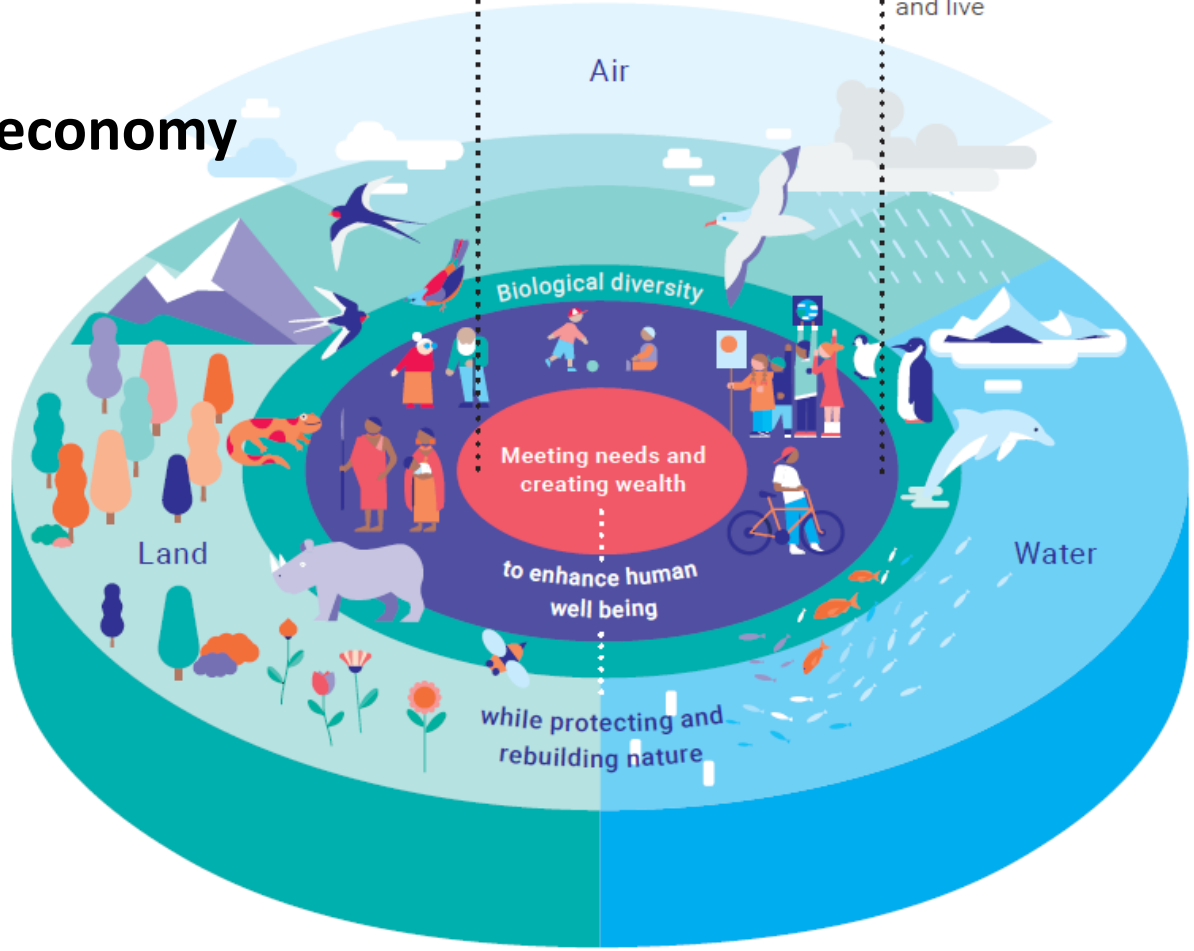 and live
Air
economy
Biological diversity
Meeting needs and
creating wealth
Land
Water
to enhance human
well being
while protecting and
rebuilding nature